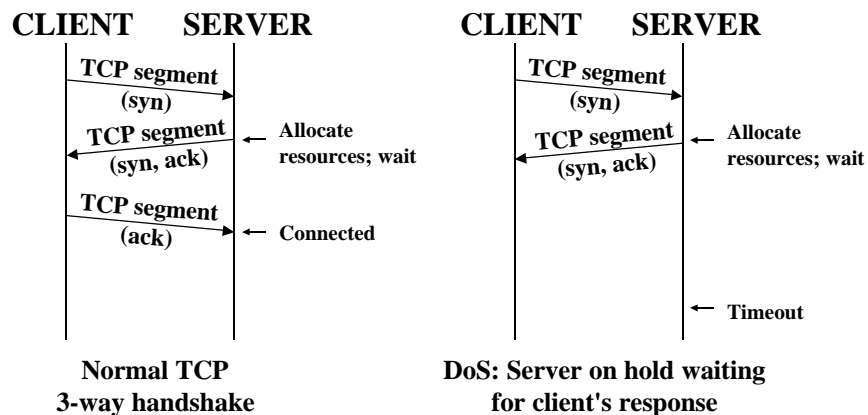 CLIENT SERVER
TCP segment
(syn)
TCP segment
(syn, ack)
Allocate
resources; wait
TCP segment
(ack)
Connected
Normal TCP
3-way handshake
CLIENT SERVER
TCP segment
(syn)
TCP segment
(syn, ack)
Allocate
resources; wait
Timeout
DoS: Server on hold waiting
for client's response